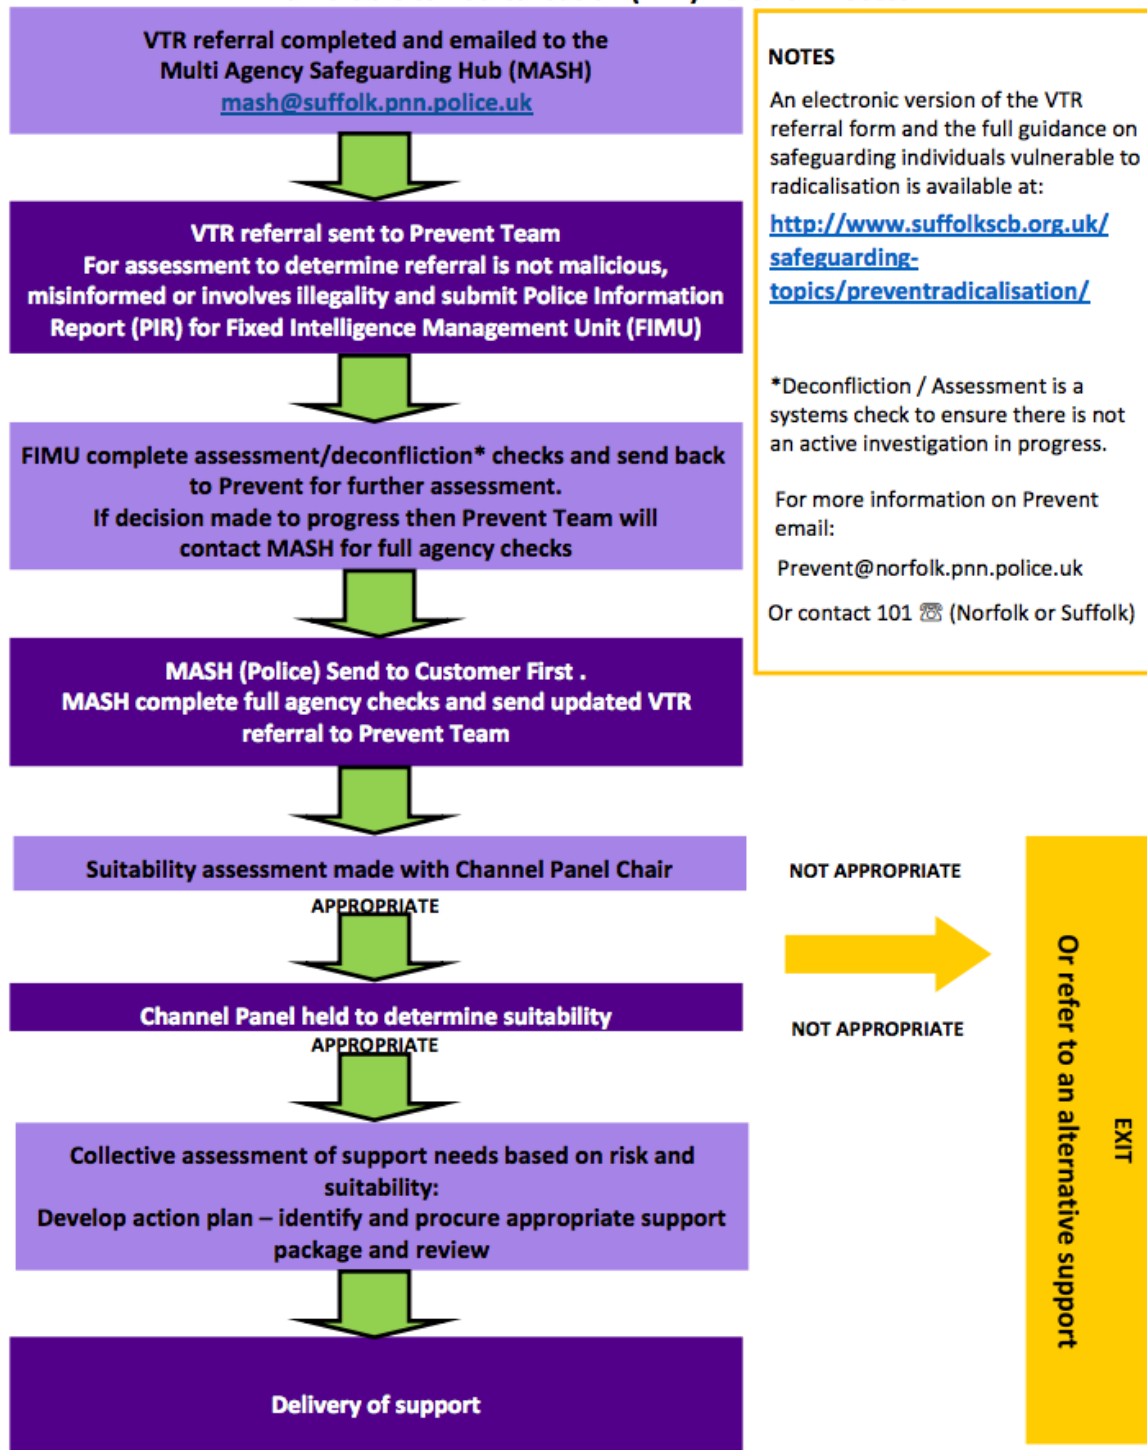 VTR referral completed and emailed to the
Multi Agency Safeguarding Hub (MASH)
mash@suffolk.pnn.police.uk
VTR referral sent to Prevent Team
For assessment to determine referral is not malicious,
misinformed or involves illegality and submit Police Information
Report (PIR) for Fixed Intelligence Management Unit (FIMU)
FIMU complete assessment/deconfliction* checks and send back
to Prevent for further assessment.
If decision made to progress then Prevent Team will
contact MASH for full agency checks
MASH (Police) Send to Customer First .
MASH complete full agency checks and send updated VTR
referral to Prevent Team
Suitability assessment made with Channel Panel Chair
APPROPRIATE
Channel Panel held to determine suitability
APPROPRIATE
Collective assessment of support needs based on risk and
suitability:
Develop action plan – identify and procure appropriate support
package and review
Delivery of support
NOTES
An electronic version of the VTR
referral form and the full guidance on
safeguarding individuals vulnerable to
radicalisation is available at:
http://www.suffolkscb.org.uk/
safeguarding-
topics/preventradicalisation/
*Deconfliction / Assessment is a
systems check to ensure there is not
an active investigation in progress.
For more information on Prevent
email:
Prevent@norfolk.pnn.police.uk
Or contact 101 ☏ (Norfolk or Suffolk)
NOT APPROPRIATE
NOT APPROPRIATE
EXIT
Or refer to an alternative support